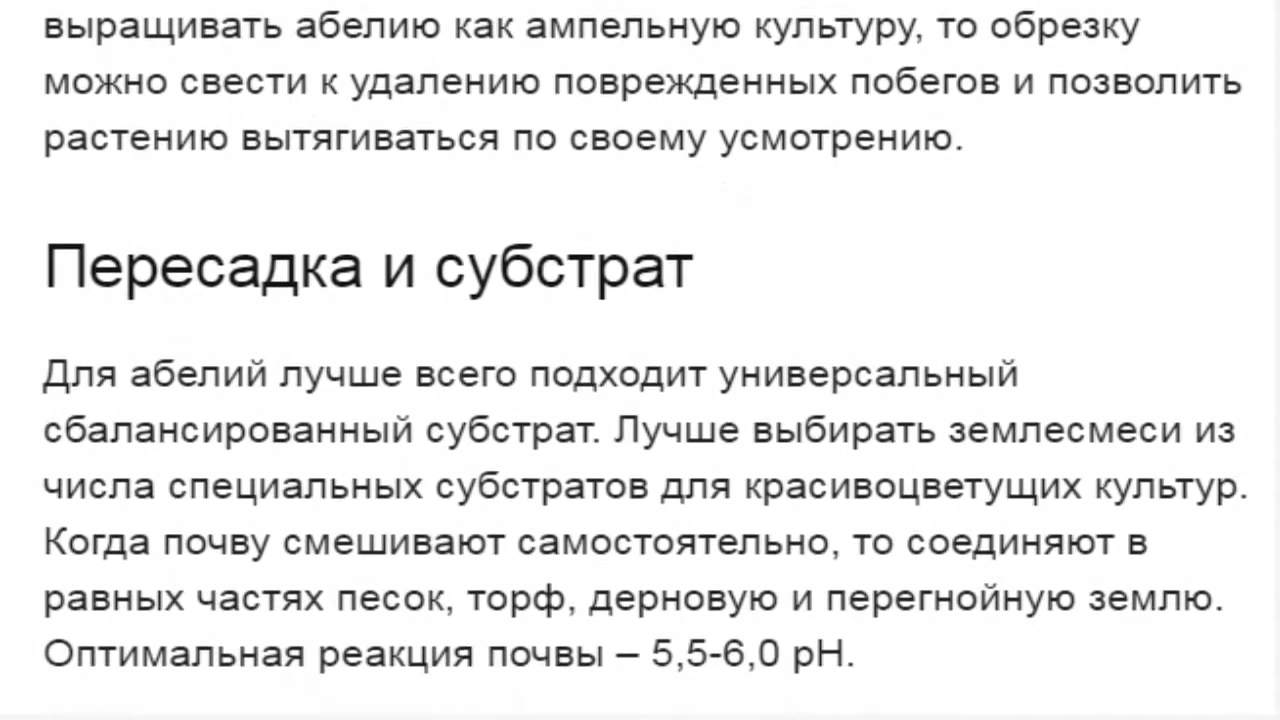 выращивать абелию как ампельную культуру, то обрезку
можно свести к удалению поврежденных побегов и позволить
растению вытягиваться по своему усмотрению.
Пересадка и субстрат
Для абелий лучше всего подходит универсальный
сбалансированный субстрат. Лучше выбирать землесмеси из
числа специальных субстратов для красивоцветущих культур.
Когда почву смешивают самостоятельно, то соединяют в
равных частях песок, торф, дерновую и перегнойную землю.
Оптимальная реакция почвы – 5,5-6,0 pH.